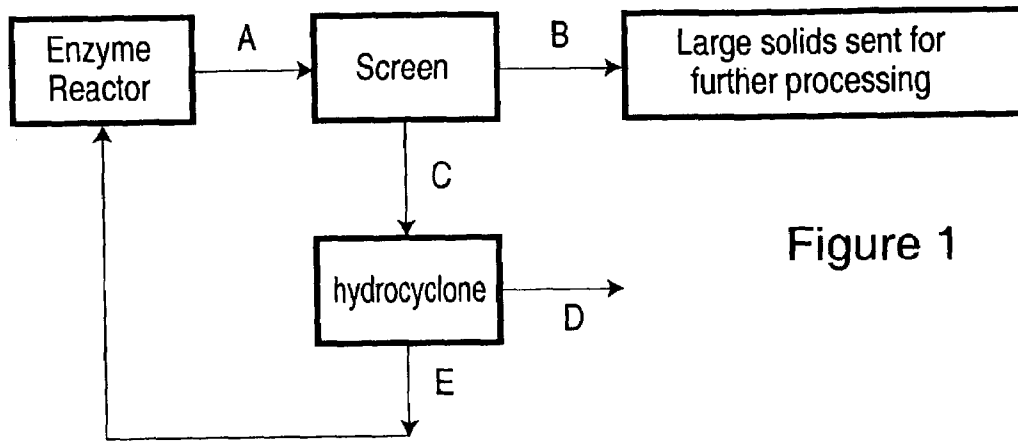 Enzyme
Reactor
A
Screen
B
Large solids sent for
further processing
C
Figure 1
hydrocyclone
D
E